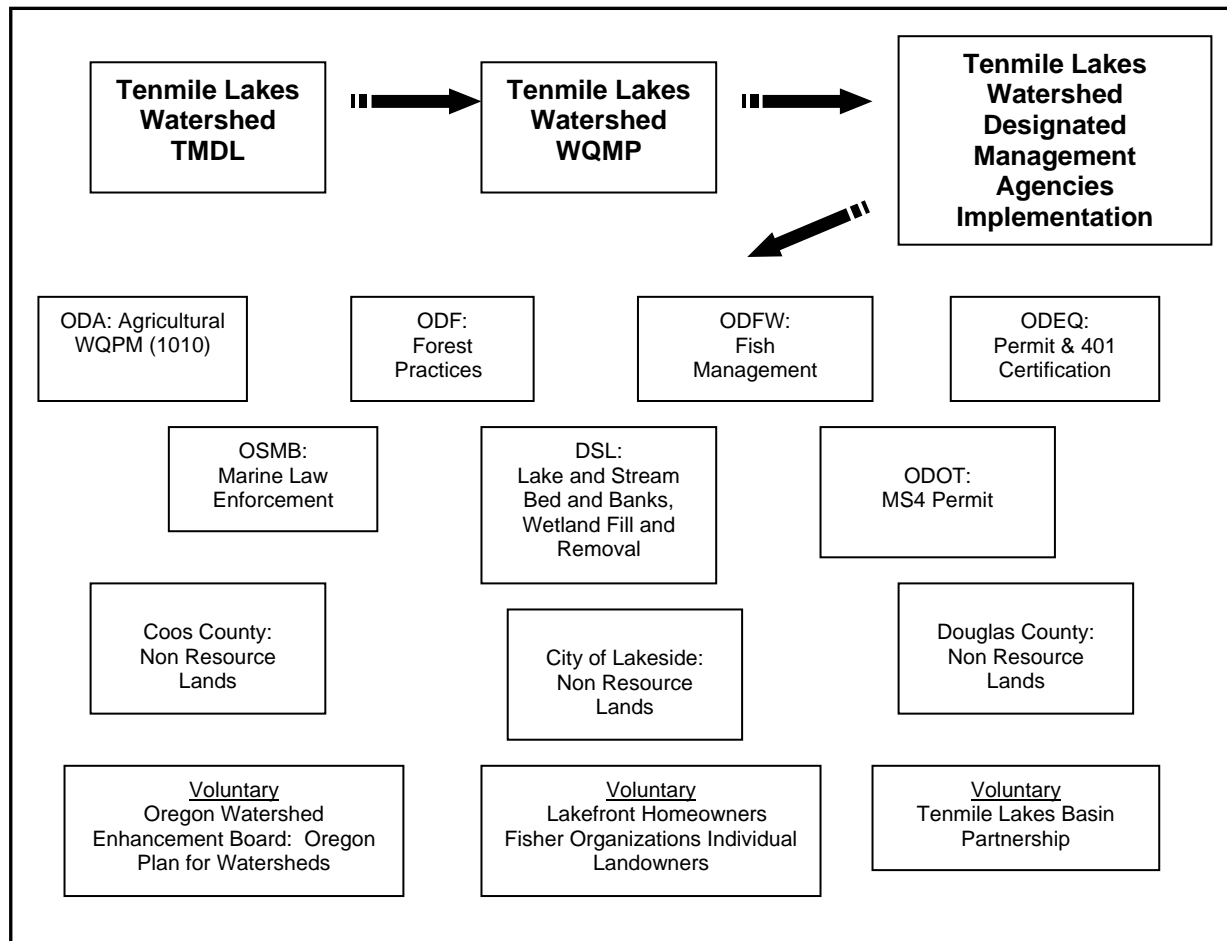 Tenmile Lakes
Watershed
TMDL
Tenmile Lakes
Watershed
WQMP
Tenmile Lakes
Watershed
Designated
Management
Agencies
Implementation
ODA: Agricultural
WQPM (1010)
ODF:
Forest
Practices
ODFW:
Fish
Management
ODEQ:
Permit & 401
Certification
OSMB:
Marine Law
Enforcement
DSL:
Lake and Stream
Bed and Banks,
Wetland Fill and
Removal
ODOT:
MS4 Permit
Coos County:
Non Resource
Lands
City of Lakeside:
Non Resource
Lands
Douglas County:
Non Resource
Lands
Voluntary
Oregon Watershed
Enhancement Board:  Oregon
Plan for Watersheds
Voluntary
Lakefront Homeowners
Fisher Organizations Individual
Landowners
Voluntary
Tenmile Lakes Basin
Partnership